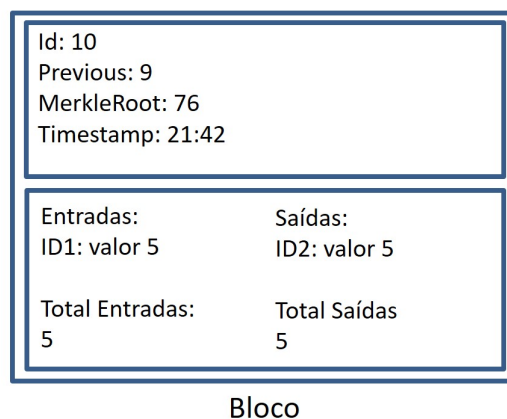 Id: 10
Previous: 9
MerkleRoot: 76
Timestamp: 21:42
Entradas:
ID1: valor 5
Total Entradas:
5
Saídas:
ID2: valor 5
Total Saídas
5
Bloco